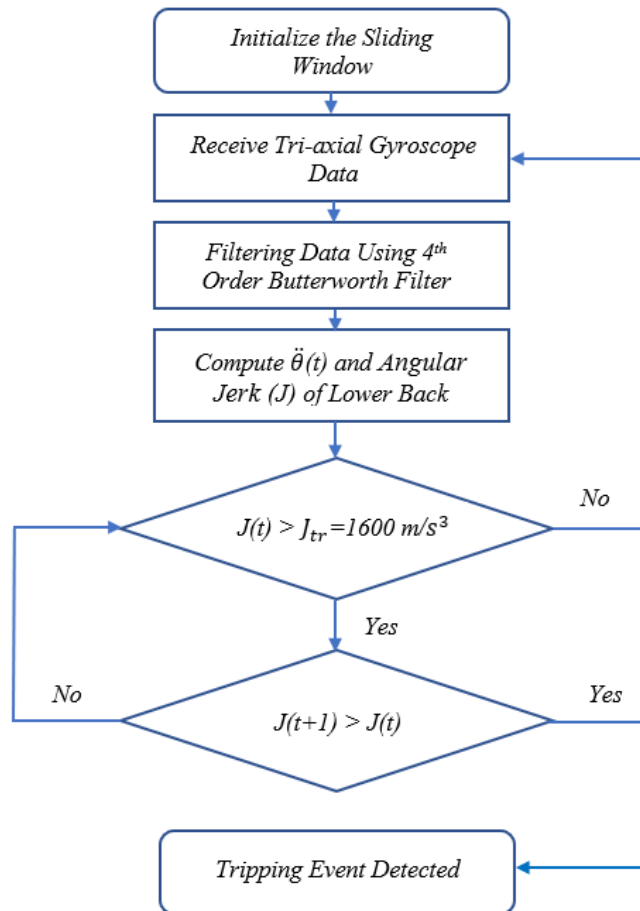 Initialize the Sliding
Window
Receive Tri-axial Gyroscope
Data
Filtering Data Using 4ᵗʰ
Order Butterworth Filter
Compute θ̈(t) and Angular
Jerk (J) of Lower Back
J(t) > Jₜᵣ=1600 m/s³
No
Yes
No
Yes
J(t+1) > J(t)
Tripping Event Detected